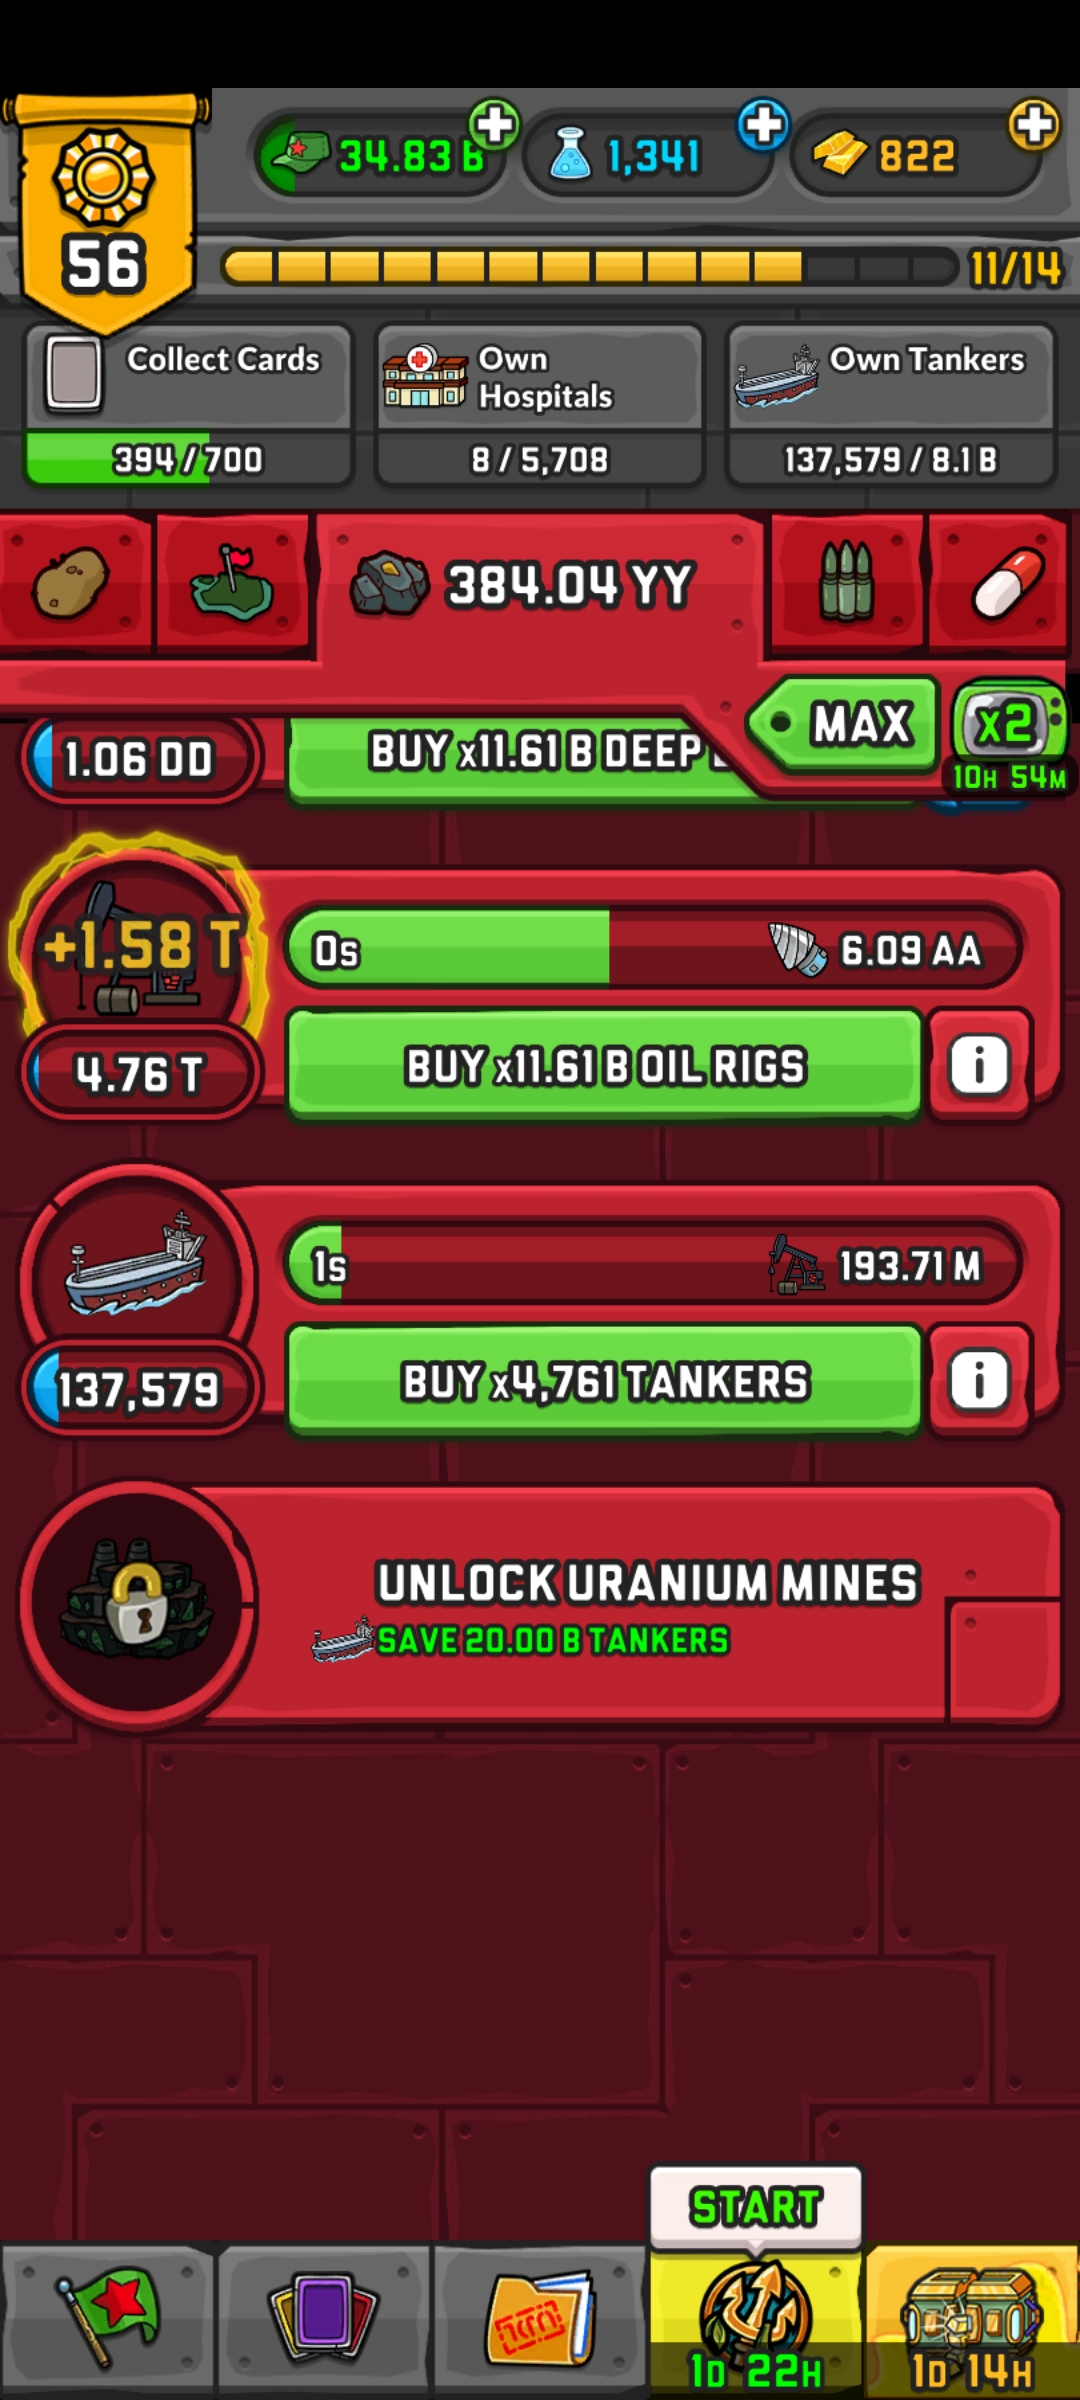 56
34.83 B
1,341
822
11/14
Collect Cards
394/700
Own
Hospitals
8/5,708
Own Tankers
137,579/8.1 B
384.04 YY
MAX
x2
10H 54M
1.06 DD
BUY x11.61 B DEEP
+1.58 T
0s
6.09 AA
4.76 T
BUY x11.61 B OIL RIGS
i
1s
193.71 M
137,579
BUY x4,761 TANKERS
i
UNLOCK URANIUM MINES
SAVE 20.00 B TANKERS
START
1D 22H
1D 14H